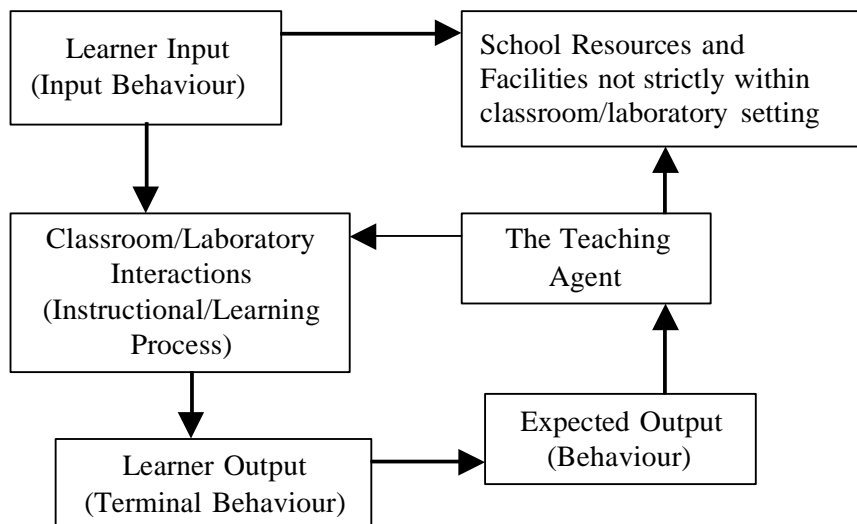 Learner Input
(Input Behaviour)
School Resources and
Facilities not strictly within
classroom/laboratory setting
Classroom/Laboratory
Interactions
(Instructional/Learning
Process)
The Teaching
Agent
Learner Output
(Terminal Behaviour)
Expected Output
(Behaviour)